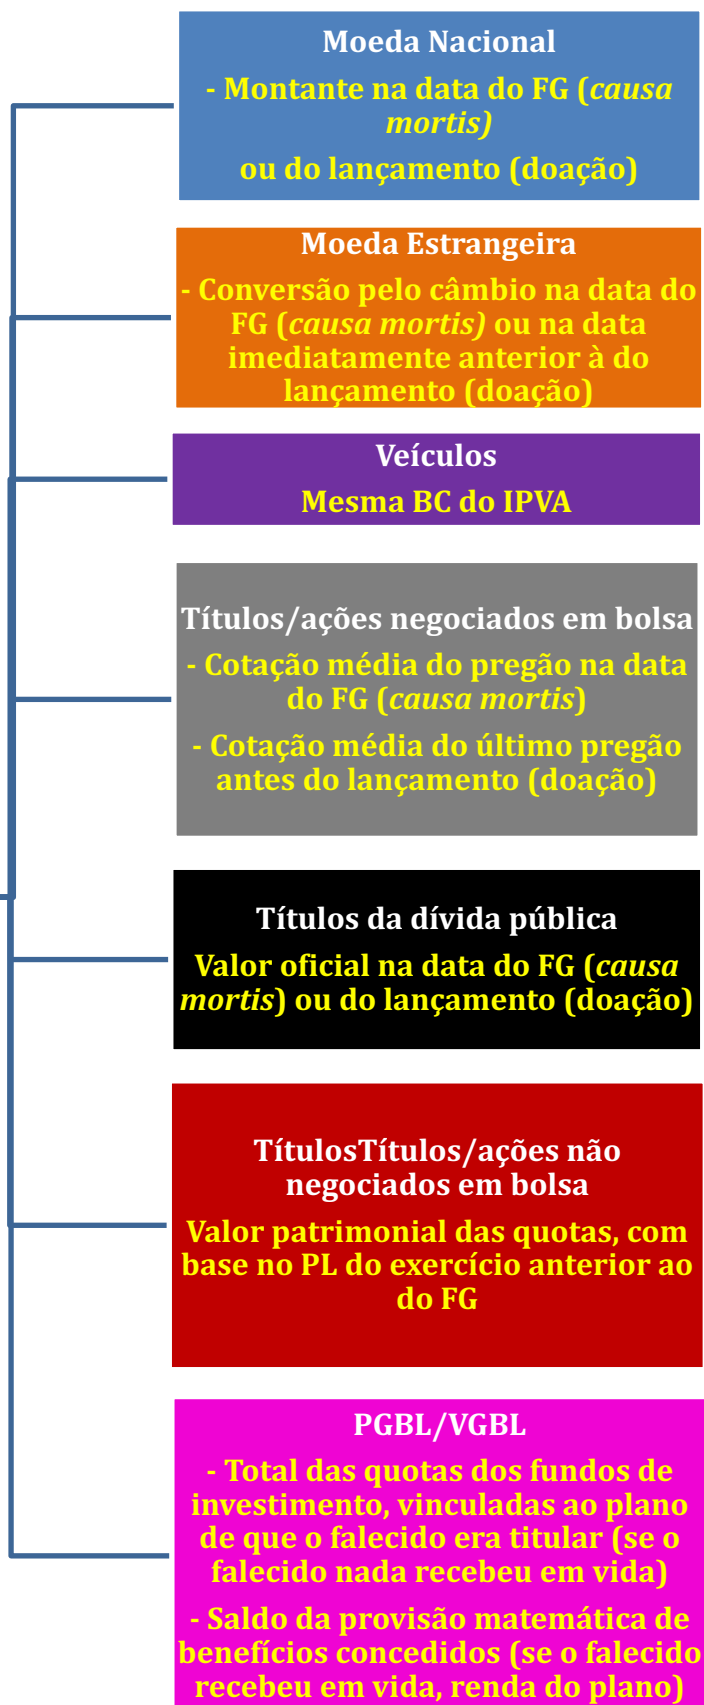 Moeda Nacional
- Montante na data do FG (causa
mortis)
ou do lançamento (doação)
Moeda Estrangeira
- Conversão pelo câmbio na data do
FG (causa mortis) ou na data
imediatamente anterior à do
lançamento (doação)
Veículos
Mesma BC do IPVA
Títulos/ações negociados em bolsa
- Cotação média do pregão na data
do FG (causa mortis)
- Cotação média do último pregão
antes do lançamento (doação)
Títulos da dívida pública
Valor oficial na data do FG (causa
mortis) ou do lançamento (doação)
TítulosTítulos/ações não
negociados em bolsa
Valor patrimonial das quotas, com
base no PL do exercício anterior ao
do FG
PGBL/VGBL
- Total das quotas dos fundos de
investimento, vinculadas ao plano
de que o falecido era titular (se o
falecido nada recebeu em vida)
- Saldo da provisão matemática de
benefícios concedidos (se o falecido
recebeu em vida, renda do plano)